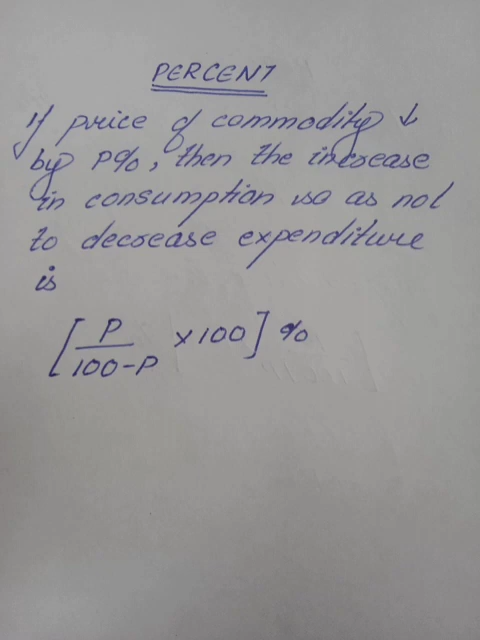 PERCENT
If price of commodity ↓
by P%, then the increase
in consumption so as not
to decrease expenditure
is
[P/100-P ×100] %